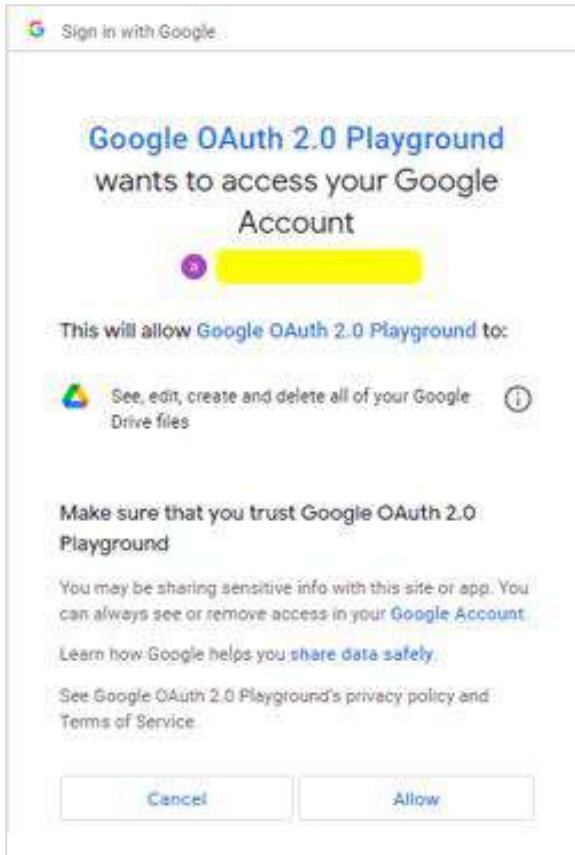 Sign in with Google
Google OAuth 2.0 Playground
wants to access your Google
Account
a
This will allow Google OAuth 2.0 Playground to:
See, edit, create and delete all of your Google
Drive files
Make sure that you trust Google OAuth 2.0
Playground
You may be sharing sensitive info with this site or app. You
can always see or remove access in your Google Account.
Learn how Google helps you share data safely.
See Google OAuth 2.0 Playground's privacy policy and
Terms of Service.
Cancel Allow